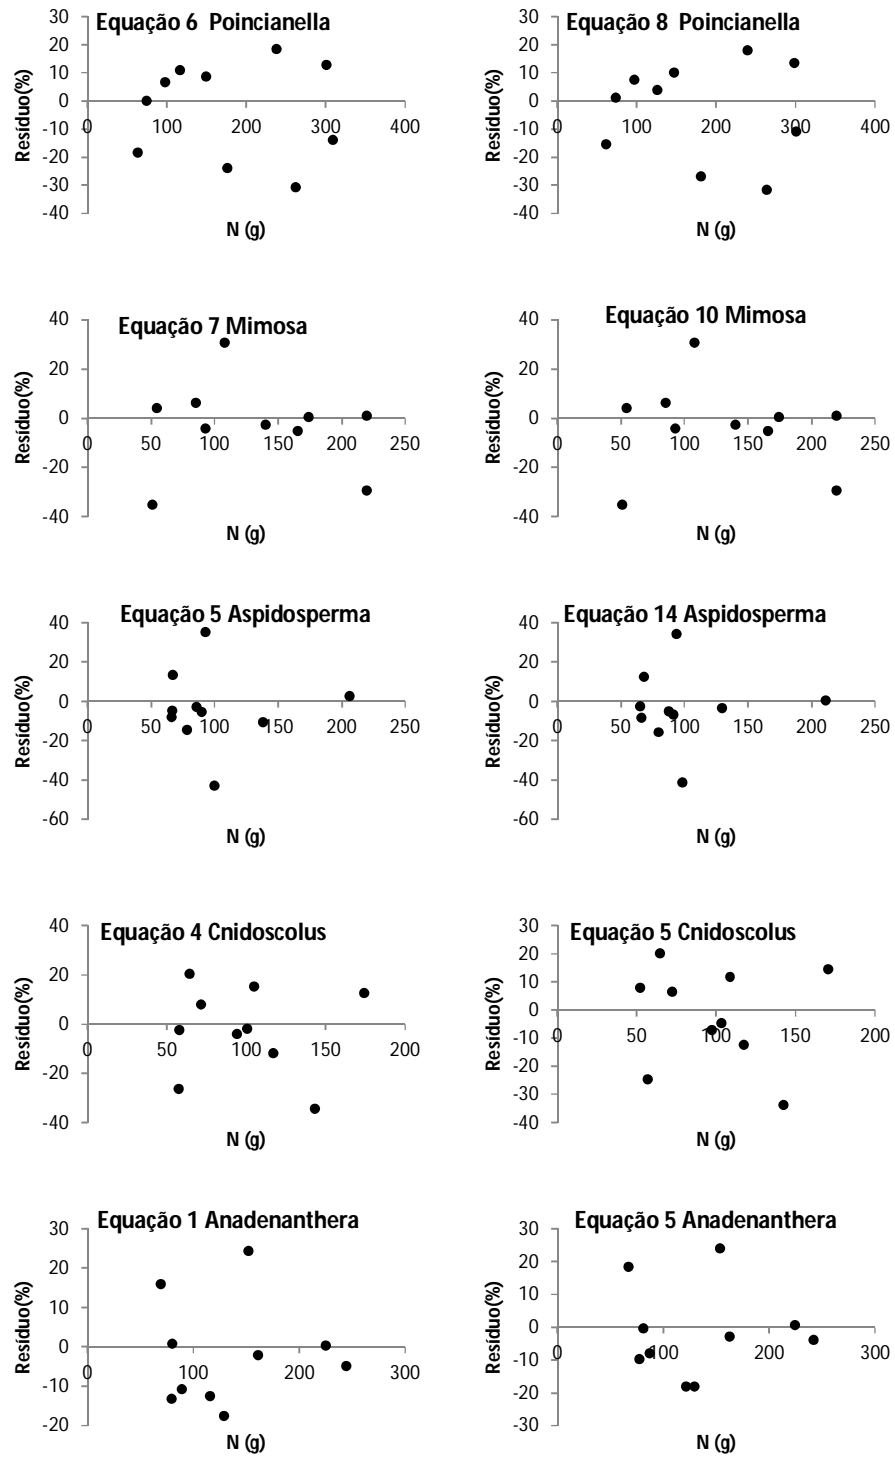 Equação 6 Poincianella
Resíduo(%)
30
20
10
0
-10
-20
-30
-40
0 100 200 300 400
N (g)
Equação 8 Poincianella
Resíduo(%)
30
20
10
0
-10
-20
-30
-40
0 100 200 300 400
N (g)
Equação 7 Mimosa
Resíduo(%)
40
20
0
-20
-40
0 50 100 150 200 250
N (g)
Equação 10 Mimosa
Resíduo(%)
40
20
0
-20
-40
0 50 100 150 200 250
N (g)
Equação 5 Aspidosperma
Resíduo(%)
40
20
0
-20
-40
-60
0 50 100 150 200 250
N (g)
Equação 14 Aspidosperma
Resíduo(%)
40
20
0
-20
-40
-60
0 50 100 150 200 250
N (g)
Equação 4 Cnidoscolus
Resíduo(%)
40
20
0
-20
-40
0 50 100 150 200
N (g)
Equação 5 Cnidoscolus
Resíduo(%)
30
20
10
0
-10
-20
-30
-40
0 50 100 150 200
N (g)
Equação 1 Anadenanthera
Resíduo(%)
30
20
10
0
-10
-20
0 100 200 300
N (g)
Equação 5 Anadenanthera
Resíduo(%)
30
20
10
0
-10
-20
-30
0 100 200 300
N (g)